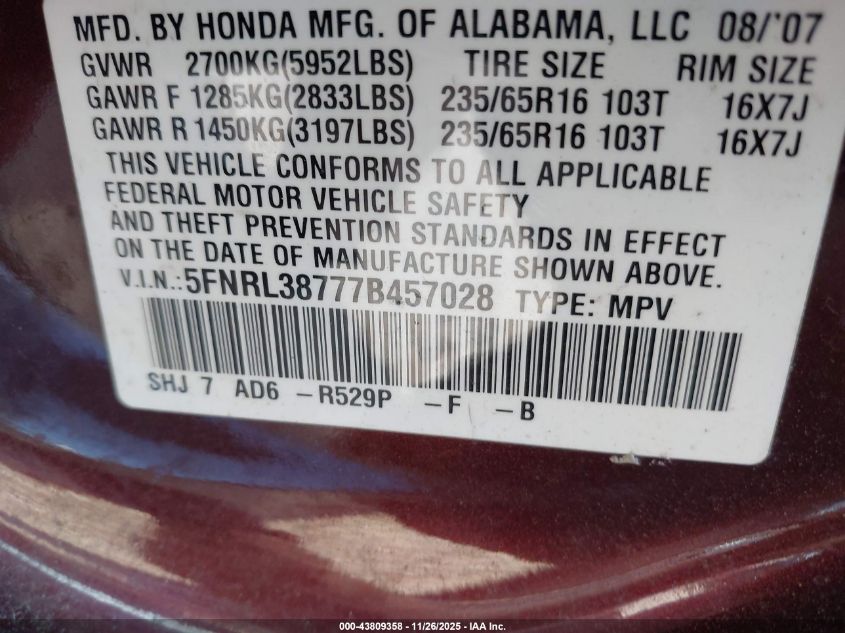 MFD. BY HONDA MFG. OF ALABAMA, LLC 08/'07
GVWR 2700KG(5952LBS) TIRE SIZE RIM SIZE
GAWR F 1285KG(2833LBS) 235/65R16 103T 16X7J
GAWR R 1450KG(3197LBS) 235/65R16 103T 16X7J
THIS VEHICLE CONFORMS TO ALL APPLICABLE
FEDERAL MOTOR VEHICLE SAFETY
AND THEFT PREVENTION STANDARDS IN EFFECT
ON THE DATE OF MANUFACTURE SHOWN ABOVE.
V.I.N.:5FNRL38777B457028 TYPE: MPV
SHJ 7 AD6 -R529P -F -B
000-43809358 - 11/26/2025 - IAA Inc.